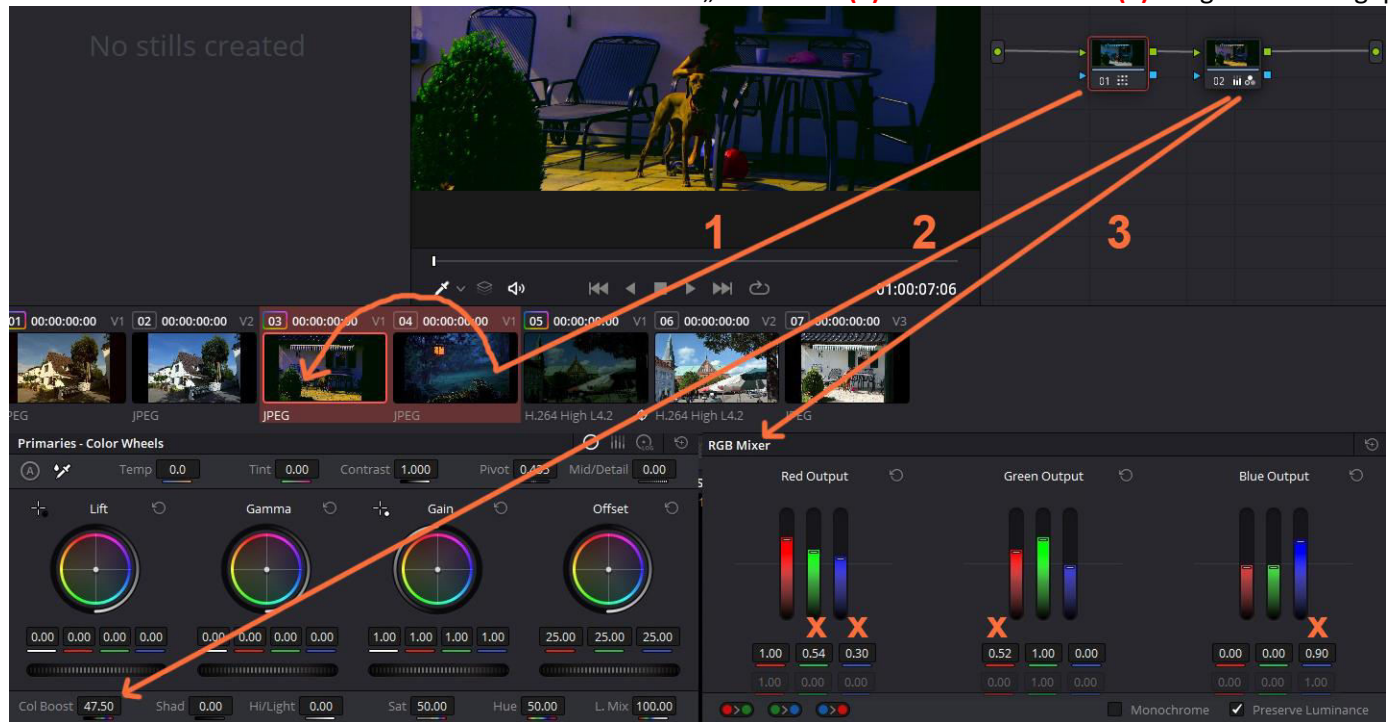 (2)
(3)
No stills created
01
02
1
2
3
01:00:07:06
01 00:00:00:00 V1
02 00:00:00:00 V2
03 00:00:00:00 V1
04 00:00:00:00 V1
05 00:00:00:00 V1
06 00:00:00:00 V2
07 00:00:00:00 V3
JPEG
JPEG
JPEG
H.264 High L4.2
H.264 High L4.2
JPEG
Primaries - Color Wheels
RGB Mixer
A
Temp 0.0
Tint 0.00
Contrast 1.000
Pivot 0.435
Mid/Detail 0.00
Lift
Gamma
Gain
Offset
0.00 0.00 0.00 0.00
0.00 0.00 0.00 0.00
1.00 1.00 1.00 1.00
25.00 25.00 25.00
Col Boost 47.50
Shad 0.00
Hi/Light 0.00
Sat 50.00
Hue 50.00
L. Mix 100.00
Red Output
Green Output
Blue Output
X X
X
X
1.00 0.54 0.30
0.52 1.00 0.00
0.00 0.00 0.90
1.00 0.00 0.00
0.00 1.00 0.00
0.00 0.00 1.00
Monochrome
Preserve Luminance